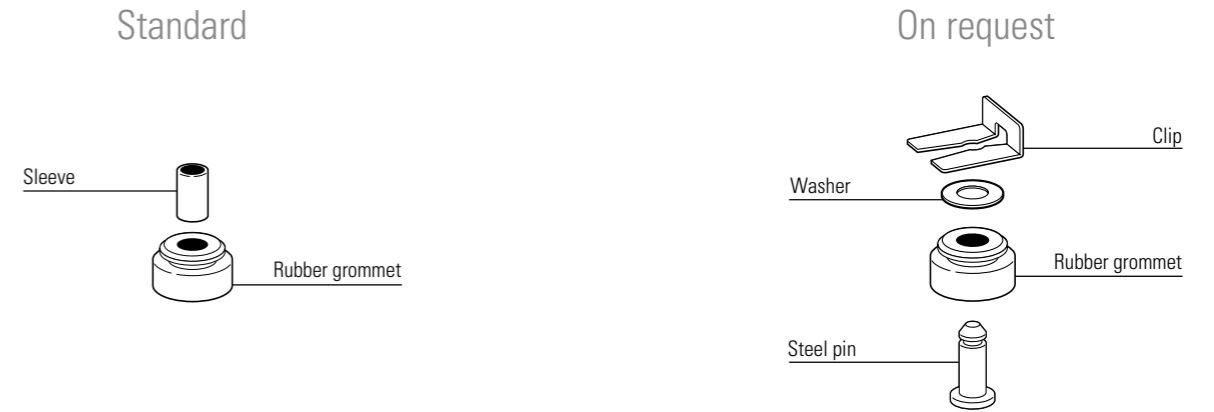 Standard
On request
Sleeve
Rubber grommet
Clip
Washer
Rubber grommet
Steel pin